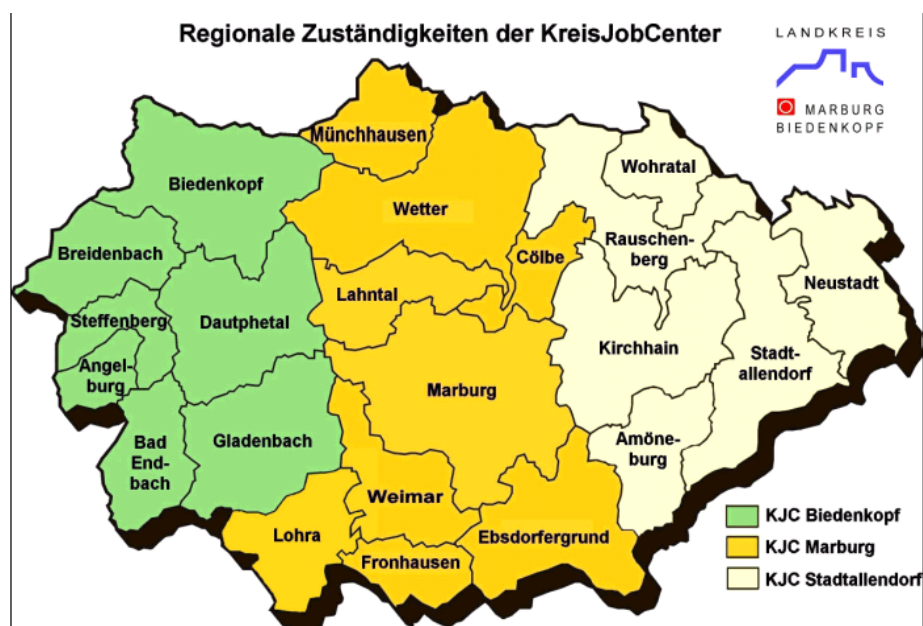 Regionale Zuständigkeiten der KreisJobCenter
LANDKREIS
MARBURG
BIEDENKOPF
Münchhausen
Biedenkopf
Wohratal
Wetter
Breidenbach
Rauschen-
berg
Cölbe
Neustadt
Lahntal
Steffenberg
Dautphetal
Kirchhain
Stadt-
allendorf
Angel-
burg
Marburg
Gladenbach
Bad
End-
bach
Amöne-
burg
Weimar
Lohra
Ebsdorfergrund
Fronhausen
KJC Biedenkopf
KJC Marburg
KJC Stadtallendorf